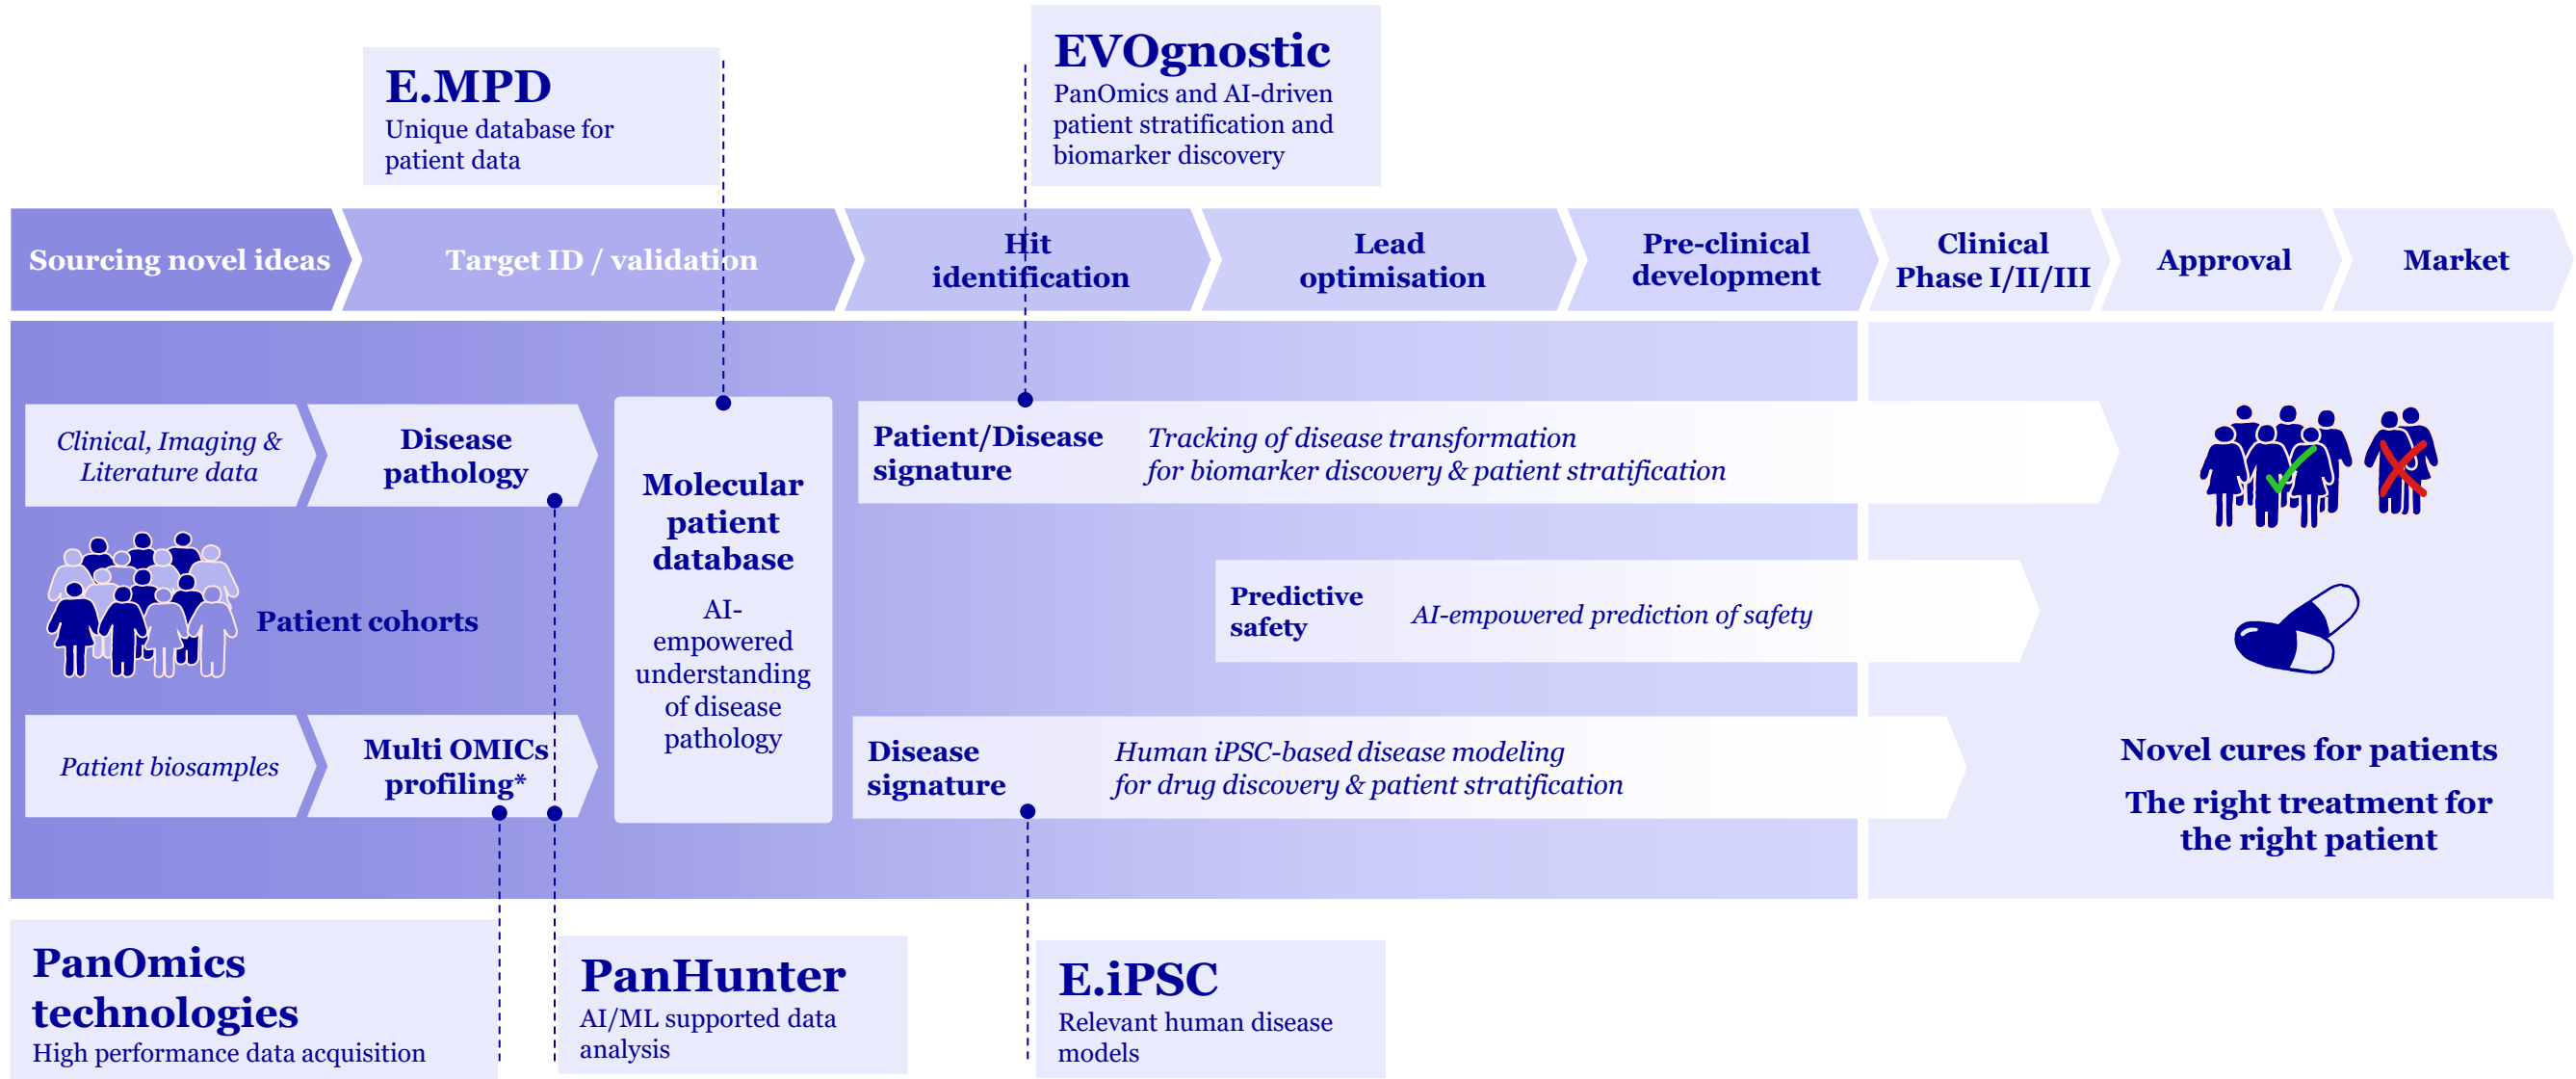 E.MPD
Unique database for
patient data
EVOgnostic
PanOmics and AI-driven
patient stratification and
biomarker discovery
Sourcing novel ideas
Target ID / validation
Hit
identification
Lead
optimisation
Pre-clinical
development
Clinical
Phase I/II/III
Approval
Market
Clinical, Imaging &
Literature data
Disease
pathology
Patient cohorts
Patient biosamples
Multi OMICs
profiling*
Molecular
patient
database
AI-
empowered
understanding
of disease
pathology
Patient/Disease
signature
Tracking of disease transformation
for biomarker discovery & patient stratification
Predictive
safety
AI-empowered prediction of safety
Disease
signature
Human iPSC-based disease modeling
for drug discovery & patient stratification
Novel cures for patients
The right treatment for
the right patient
PanOmics
technologies
High performance data acquisition
PanHunter
AI/ML supported data
analysis
E.iPSC
Relevant human disease
models